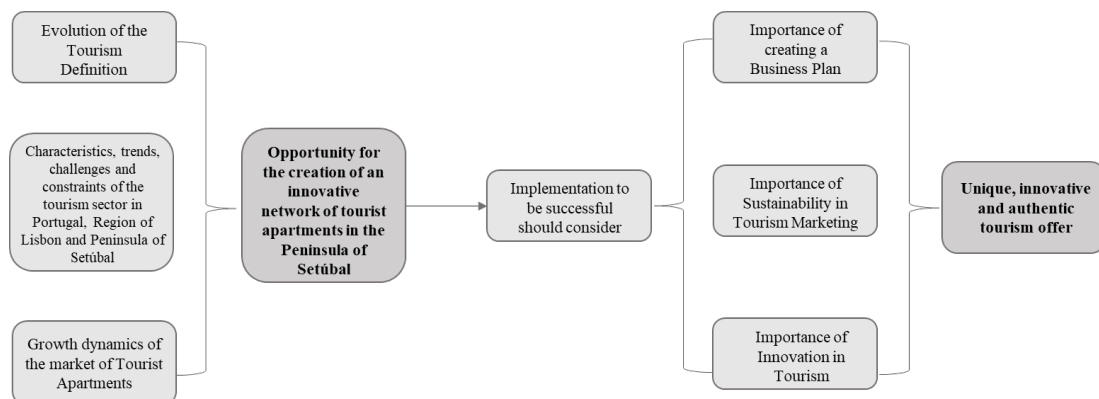 Evolution of the
Tourism
Definition
Characteristics, trends,
challenges and
constraints of the
tourism sector in
Portugal, Region of
Lisbon and Peninsula of
Setúbal
Growth dynamics of
the market of Tourist
Apartments
Opportunity for
the creation of an
innovative
network of tourist
apartments in the
Peninsula of
Setúbal
Implementation to
be successful
should consider
Importance of
creating a
Business Plan
Importance of
Sustainability in
Tourism Marketing
Importance of
Innovation in
Tourism
Unique, innovative
and authentic
tourism offer